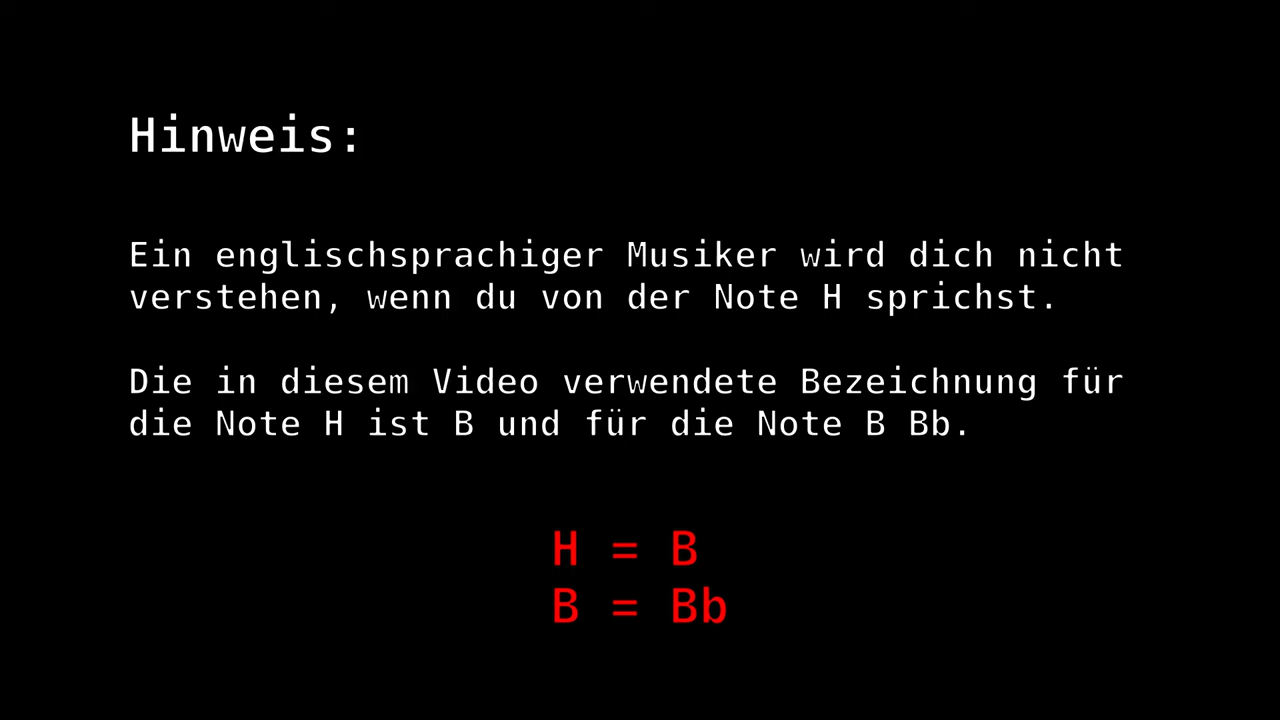 Hinweis:
Ein englischsprachiger Musiker wird dich nicht
verstehen, wenn du von der Note H sprichst.
Die in diesem Video verwendete Bezeichnung für
die Note H ist B und für die Note B Bb.
H = B
B = Bb